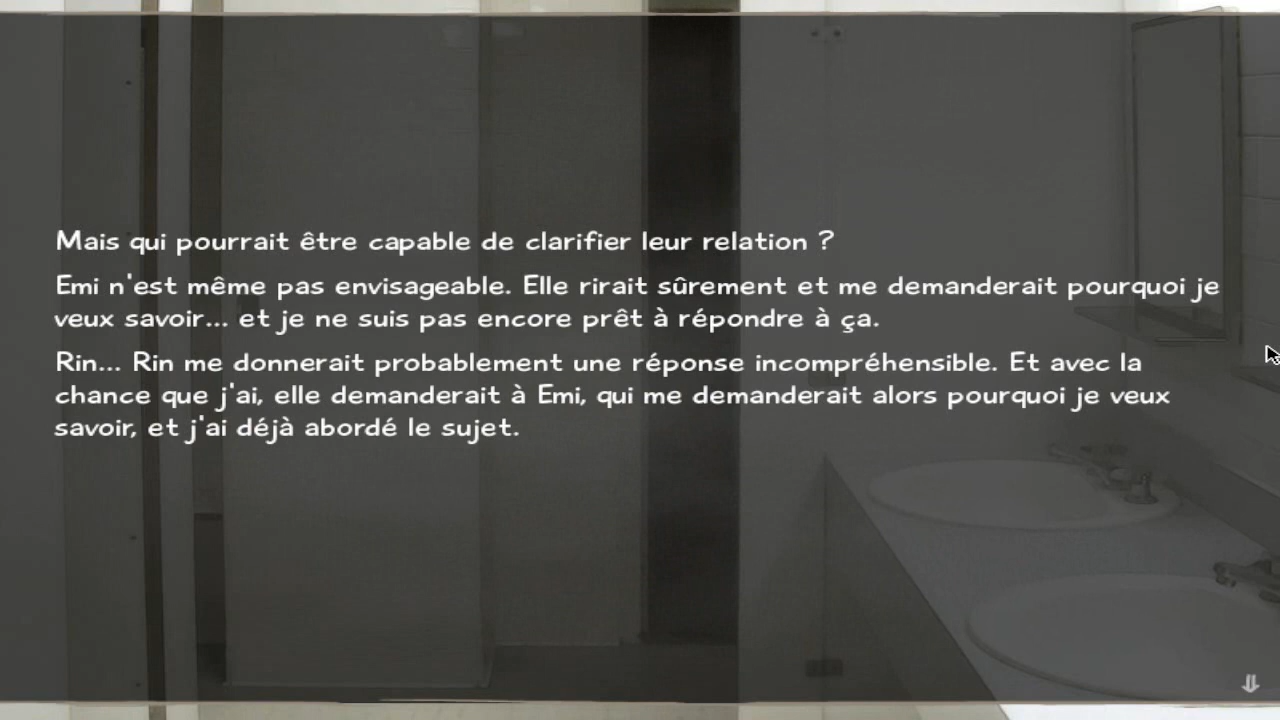 Mais qui pourrait être capable de clarifier leur relation ?
Emi n'est même pas envisageable. Elle rirait sûrement et me demanderait pourquoi je
veux savoir... et je ne suis pas encore prêt à répondre à ça.
Rin... Rin me donnerait probablement une réponse incompréhensible. Et avec la
chance que j'ai, elle demanderait à Emi, qui me demanderait alors pourquoi je veux
savoir, et j'ai déjà abordé le sujet.